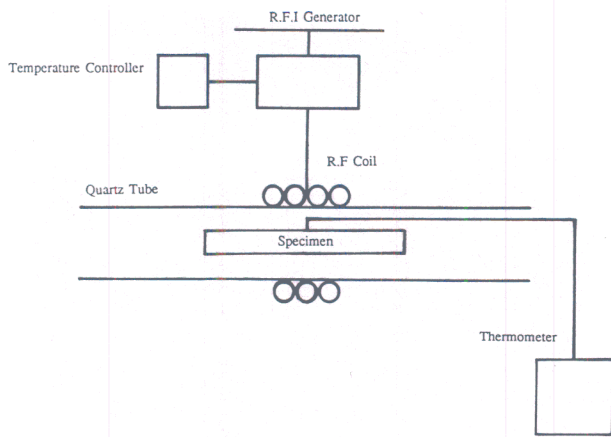 R.F.I Generator
Temperature Controller
R.F Coil
Quartz Tube
Specimen
Thermometer